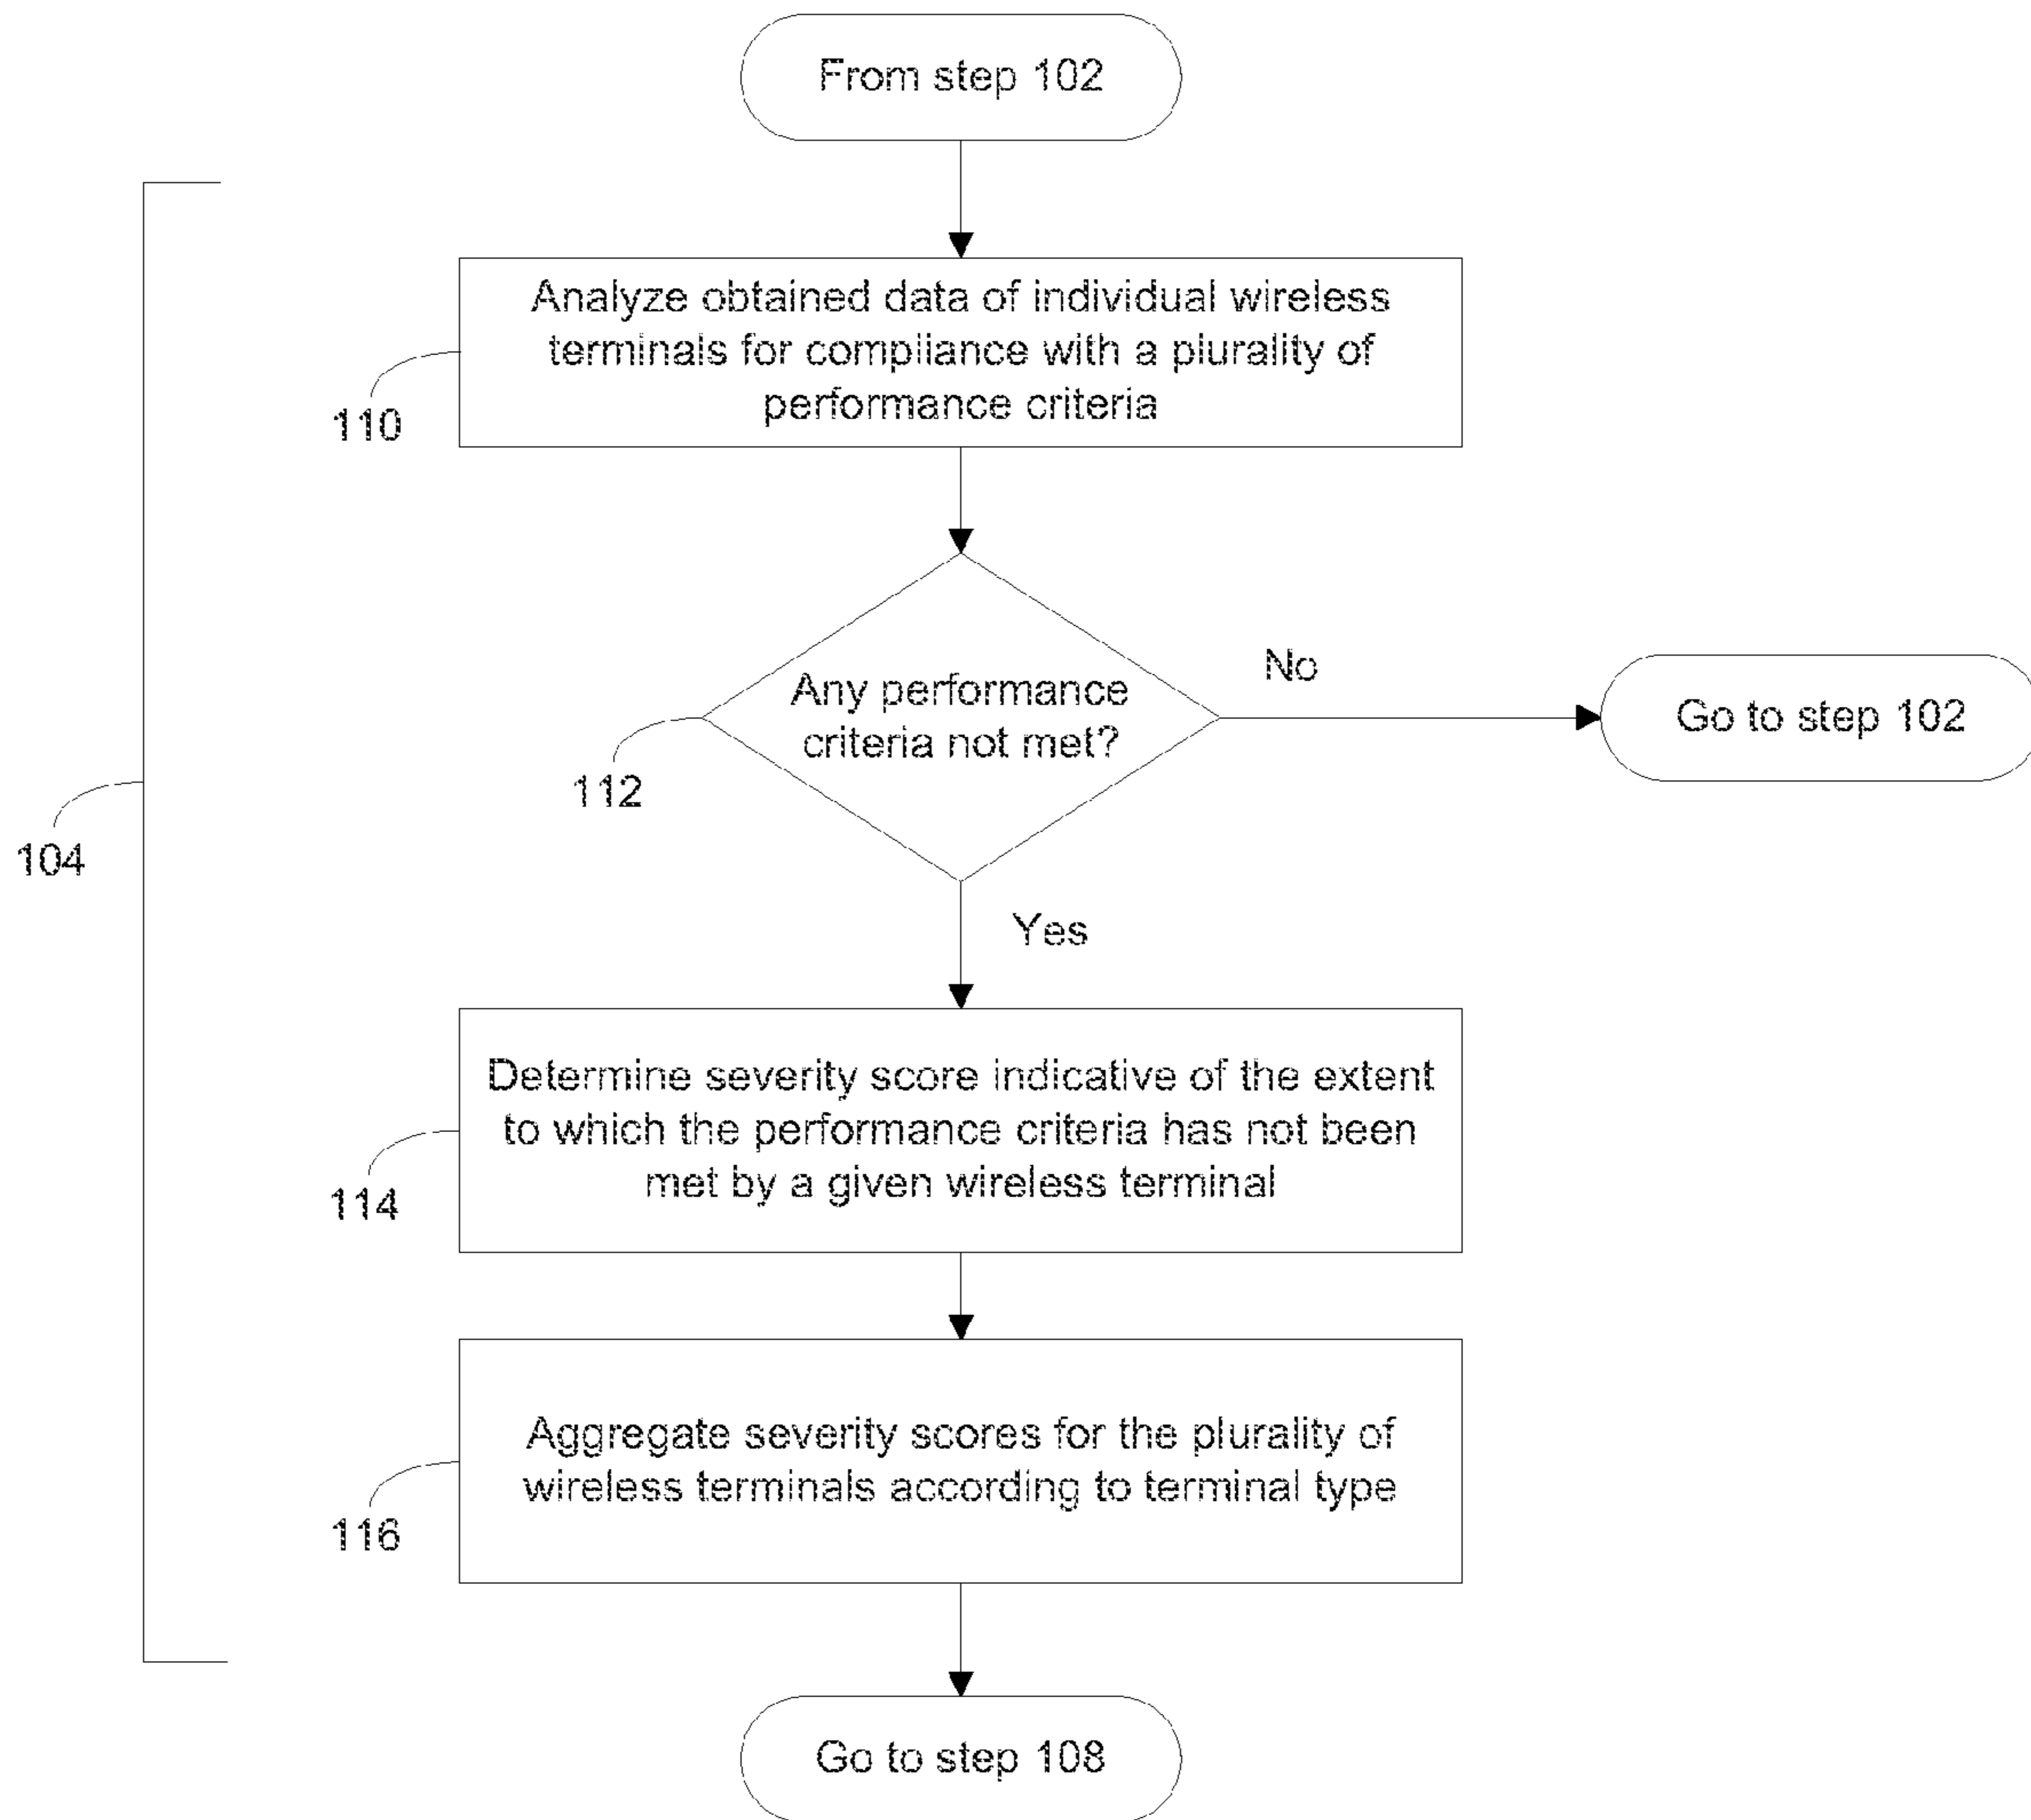 From step 102
Analyze obtained data of individual wireless
terminals for compliance with a plurality of
performance criteria
110
Any performance
criteria not met?
No
Go to step 102
112
104
Yes
Determine severity score indicative of the extent
to which the performance criteria has not been
met by a given wireless terminal
114
Aggregate severity scores for the plurality of
wireless terminals according to terminal type
116
Go to step 108